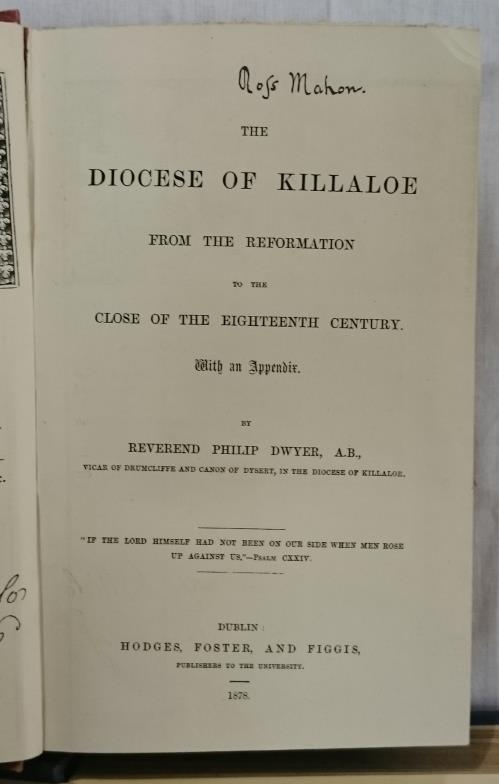 Ross Mahon.
THE
DIOCESE OF KILLALOE
FROM THE REFORMATION
TO THE
CLOSE OF THE EIGHTEENTH CENTURY.
With an Appendix.
BY
REVEREND PHILIP DWYER, A.B.,
VICAR OF DRUMCLIFFE AND CANON OF DYSERT, IN THE DIOCESE OF KILLALOE.
"IF THE LORD HIMSELF HAD NOT BEEN ON OUR SIDE WHEN MEN ROSE
UP AGAINST US,"—PSALM CXXIV.
DUBLIN:
HODGES, FOSTER, AND FIGGIS,
PUBLISHERS TO THE UNIVERSITY.
1878.